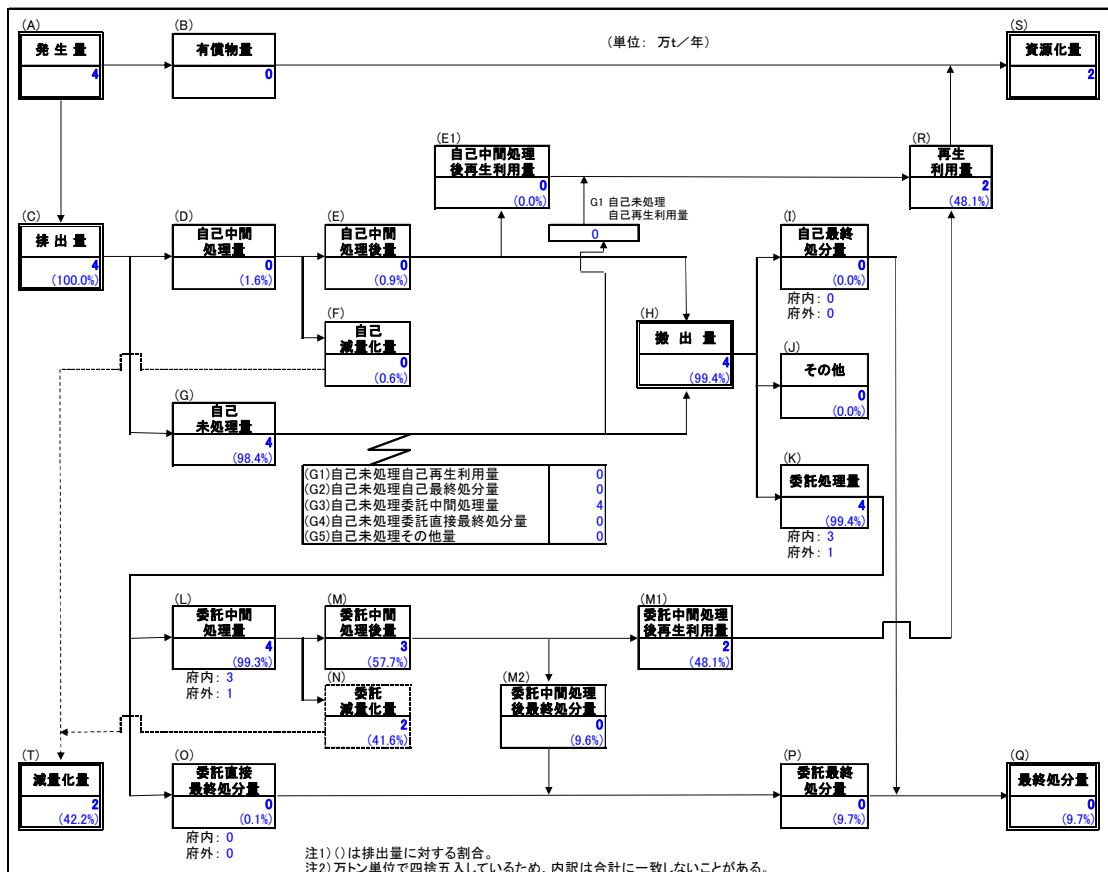 (A)
発生量
4
(B)
有償物量
0
(単位: 万t/年)
(S)
資源化量
2
(E1)
自己中間処理
後再生利用量
0
(0.0%)
G1 自己未処理
自己再生利用量
0
(R)
再生
利用量
2
(48.1%)
(C)
排出量
4
(100.0%)
(D)
自己中間
処理量
0
(1.6%)
(E)
自己中間
処理後量
0
(0.9%)
(I)
自己最終
処分量
0
(0.0%)
府内: 0
府外: 0
(F)
自己
減量化量
0
(0.6%)
(H)
搬出量
4
(99.4%)
(J)
その他
0
(0.0%)
(G)
自己
未処理量
4
(98.4%)
(G1)自己未処理自己再生利用量 0
(G2)自己未処理自己最終処分量 0
(G3)自己未処理委託中間処理量 4
(G4)自己未処理委託直接最終処分量 0
(G5)自己未処理その他量 0
(K)
委託処理量
4
(99.4%)
府内: 3
府外: 1
(L)
委託中間
処理量
4
(99.3%)
府内: 3
府外: 1
(M)
委託中間
処理後量
3
(57.7%)
(M1)
委託中間処理
後再生利用量
2
(48.1%)
(N)
委託
減量化量
2
(41.6%)
(M2)
委託中間処理
後最終処分量
0
(9.6%)
(T)
減量化量
2
(42.2%)
(O)
委託直接
最終処分量
0
(0.1%)
府内: 0
府外: 0
(P)
委託最終
処分量
0
(9.7%)
(Q)
最終処分量
0
(9.7%)
注1)()は排出量に対する割合。
注2)万トン単位で四捨五入しているため、内訳は合計に一致しないことがある。